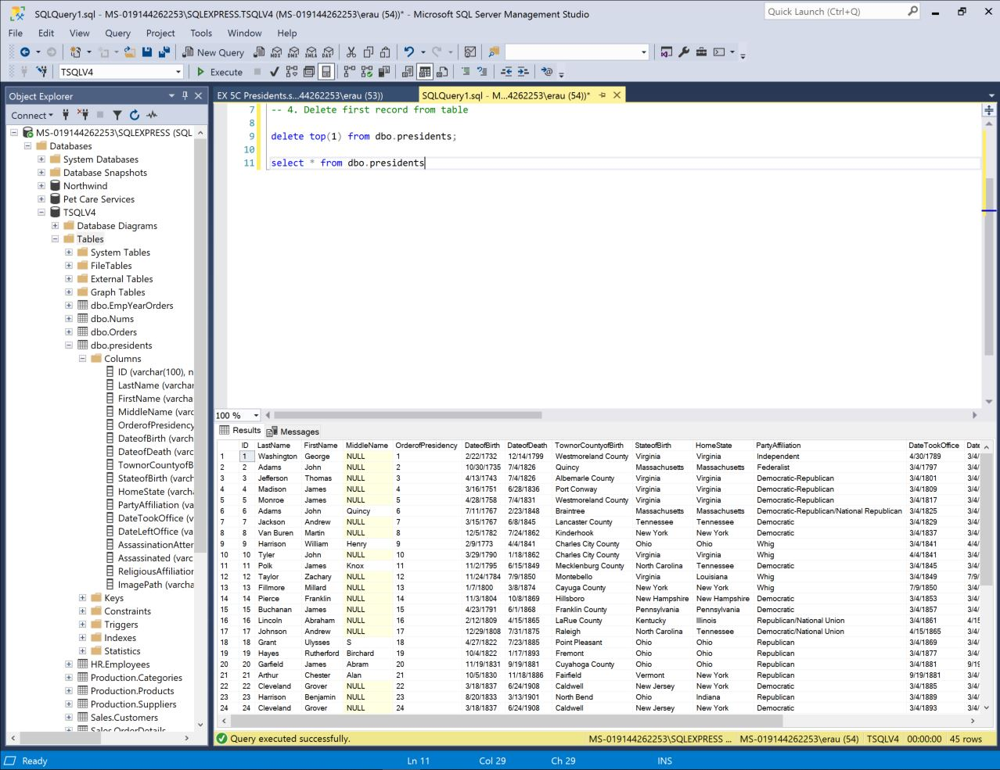 SQLQuery1.sql - MS-019144262253\SQLEXPRESS.TSQLV4 (MS-019144262253\erau (54))* - Microsoft SQL Server Management Studio
Quick Launch (Ctrl+Q)
File Edit View Query Project Tools Window Help
New Query MDX DMX XMLA DAX
TSQLV4 Execute
Object Explorer
Connect
MS-019144262253\SQLEXPRESS (SQL
Databases
System Databases
Database Snapshots
Northwind
Pet Care Services
TSQLV4
Database Diagrams
Tables
System Tables
FileTables
External Tables
Graph Tables
dbo.EmpYearOrders
dbo.Nums
dbo.Orders
dbo.presidents
Columns
ID (varchar(100), n
LastName (varchar
FirstName (varcha
MiddleName (varc
OrderofPresidency
DateofBirth (varch
DateofDeath (varc
TownorCountyofB
StateofBirth (varch
HomeState (varcha
PartyAffiliation (va
DateTookOffice (v
DateLeftOffice (va
AssassinationAtter
Assassinated (varc
ReligiousAffiliation
ImagePath (varcha
Keys
Constraints
Triggers
Indexes
Statistics
HR.Employees
Production.Categories
Production.Products
Production.Suppliers
Sales.Customers
Sales.OrderDetails
EX 5C Presidents.s...44262253\erau (53)) SQLQuery1.sql - M...4262253\erau (54))*
7 -- 4. Delete first record from table
8
9 delete top(1) from dbo.presidents;
10
11 select * from dbo.presidents
100 %
Results Messages
ID LastName FirstName MiddleName OrderofPresidency DateofBirth DateofDeath TownorCountyofBirth StateofBirth HomeState PartyAffiliation DateTookOffice Date
1 1 Washington George NULL 1 2/22/1732 12/14/1799 Westmoreland County Virginia Virginia Independent 4/30/1789 3/4/
2 2 Adams John NULL 2 10/30/1735 7/4/1826 Quincy Massachusetts Massachusetts Federalist 3/4/1797 3/4/
3 3 Jefferson Thomas NULL 3 4/13/1743 7/4/1826 Albemarle County Virginia Virginia Democratic-Republican 3/4/1801 3/4/
4 4 Madison James NULL 4 3/16/1751 6/28/1836 Port Conway Virginia Virginia Democratic-Republican 3/4/1809 3/4/
5 5 Monroe James NULL 5 4/28/1758 7/4/1831 Westmoreland County Virginia Virginia Democratic-Republican 3/4/1817 3/4/
6 6 Adams John Quincy 6 7/11/1767 2/23/1848 Braintree Massachusetts Massachusetts Democratic-Republican/National Republican 3/4/1825 3/4/
7 7 Jackson Andrew NULL 7 3/15/1767 6/8/1845 Lancaster County Tennessee Tennessee Democratic 3/4/1829 3/4/
8 8 Van Buren Martin NULL 8 12/5/1782 7/24/1862 Kinderhook New York New York Democratic 3/4/1837 3/4/
9 9 Harrison William Henry 9 2/9/1773 4/4/1841 Charles City County Ohio Ohio Whig 3/4/1841 4/4/
10 10 Tyler John NULL 10 3/29/1790 1/18/1862 Charles City County Virginia Virginia Whig 4/4/1841 3/4/
11 11 Polk James Knox 11 11/2/1795 6/15/1849 Mecklenburg County North Carolina Tennessee Democratic 3/4/1845 3/4/
12 12 Taylor Zachary NULL 12 11/24/1784 7/9/1850 Montebello Virginia Louisiana Whig 3/4/1849 7/9/
13 13 Fillmore Millard NULL 13 1/7/1800 3/8/1874 Cayuga County New York New York Whig 7/9/1850 3/4/
14 14 Pierce Franklin NULL 14 11/3/1804 10/8/1869 Hillsboro New Hampshire New Hampshire Democratic 3/4/1853 3/4/
15 15 Buchanan James NULL 15 4/23/1791 6/1/1868 Franklin County Pennsylvania Pennsylvania Democratic 3/4/1857 3/4/
16 16 Lincoln Abraham NULL 16 2/12/1809 4/15/1865 LaRue County Kentucky Illinois Republican/National Union 3/4/1861 4/15
17 17 Johnson Andrew NULL 17 12/29/1808 7/31/1875 Raleigh North Carolina Tennessee Democratic/National Union 4/15/1865 3/4/
18 18 Grant Ulysses S 18 4/27/1822 7/23/1885 Point Pleasant Ohio Ohio Republican 3/4/1869 3/4/
19 19 Hayes Rutherford Birchard 19 10/4/1822 1/17/1893 Fremont Ohio Ohio Republican 3/4/1877 3/4/
20 20 Garfield James Abram 20 11/19/1831 9/19/1881 Cuyahoga County Ohio Ohio Republican 3/4/1881 9/19
21 21 Arthur Chester Alan 21 10/5/1830 11/18/1886 Fairfield Vermont New York Republican 9/19/1881 3/4/
22 22 Cleveland Grover NULL 22 3/18/1837 6/24/1908 Caldwell New Jersey New York Democratic 3/4/1885 3/4/
23 23 Harrison Benjamin NULL 23 8/20/1833 3/13/1901 North Bend Ohio Indiana Republican 3/4/1889 3/4/
24 24 Cleveland Grover NULL 24 3/18/1837 6/24/1908 Caldwell New Jersey New York Democratic 3/4/1893 3/4/
Query executed successfully. MS-019144262253\SQLEXPRESS ... MS-019144262253\erau (54) TSQLV4 00:00:00 45 rows
Ready Ln 11 Col 29 Ch 29 INS